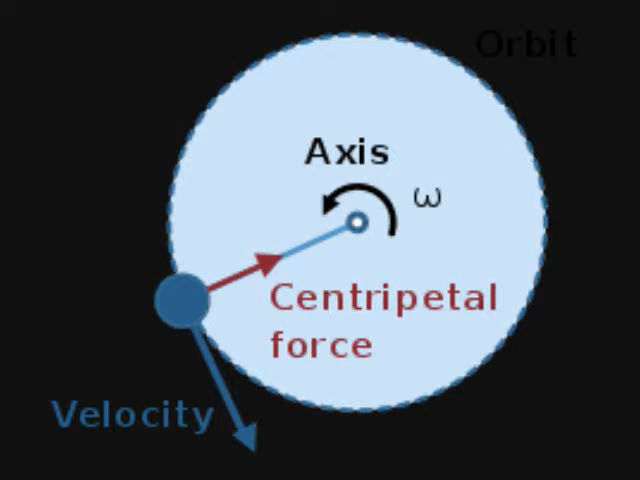 Orbit
Axis
ω
Centripetal
force
Velocity